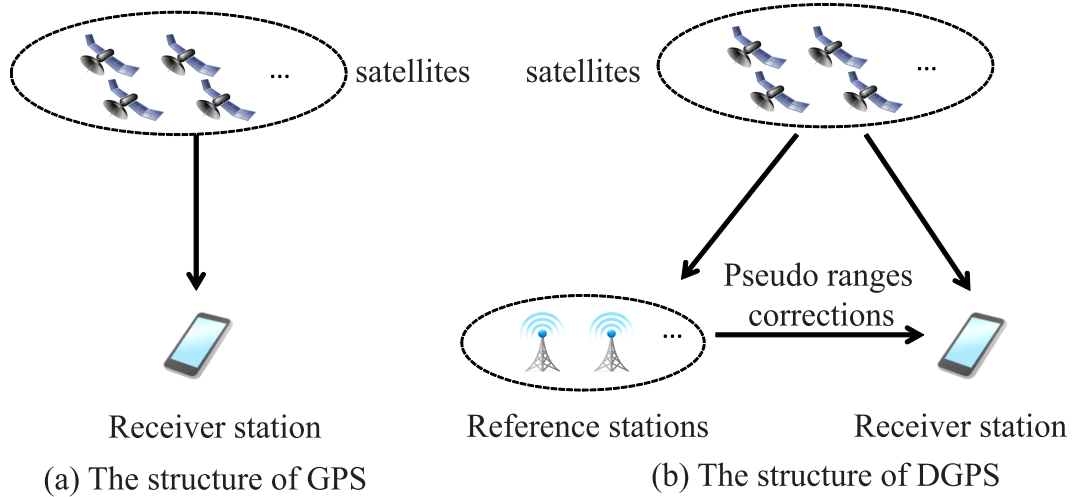 ...
satellites
Receiver station
(a) The structure of GPS
satellites
...
Pseudo ranges
corrections
...
Reference stations
Receiver station
(b) The structure of DGPS